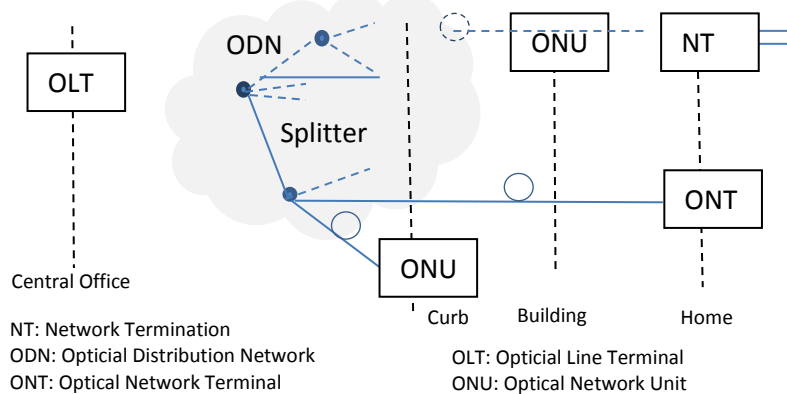 ODN
ONU
NT
OLT
Splitter
ONT
ONU
Central Office
Curb
Building
Home
NT: Network Termination
ODN: Opticial Distribution Network
ONT: Optical Network Terminal
OLT: Opticial Line Terminal
ONU: Optical Network Unit